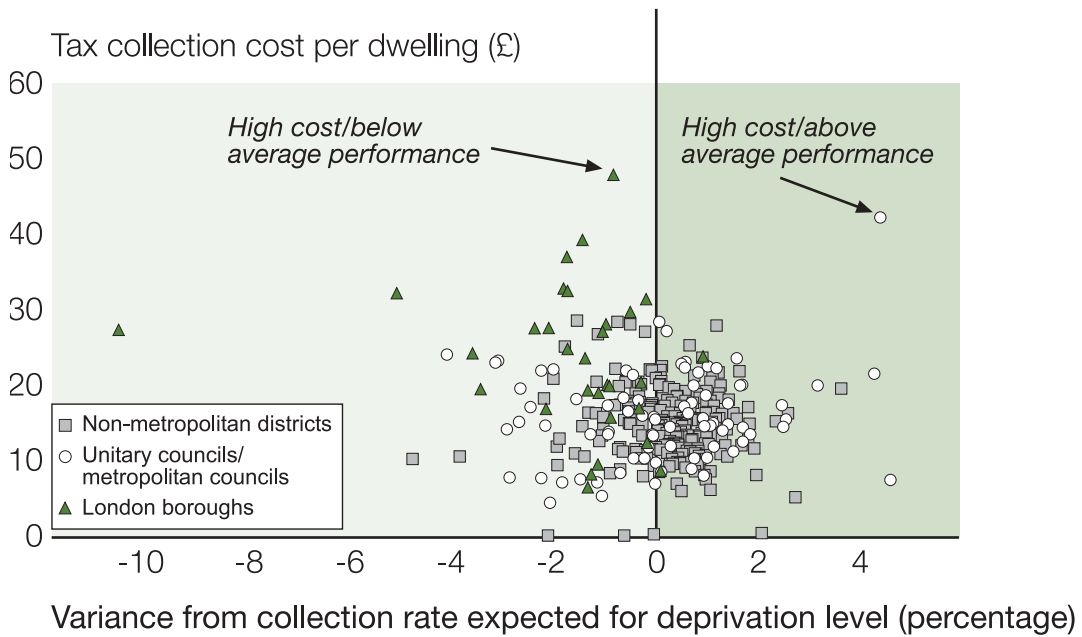 Tax collection cost per dwelling (£)
60
50
40
30
20
10
0
High cost/below
average performance
High cost/above
average performance
Non-metropolitan districts
Unitary councils/
metropolitan councils
London boroughs
-10 -8 -6 -4 -2 0 2 4
Variance from collection rate expected for deprivation level (percentage)